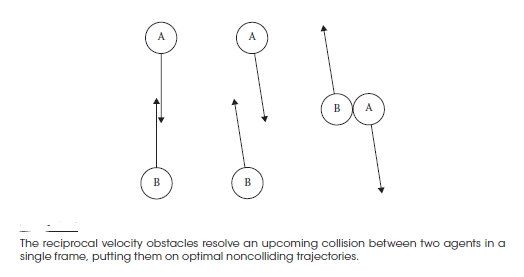 A A
B A
B B
The reciprocal velocity obstacles resolve an upcoming collision between two agents in a
single frame, putting them on optimal noncolliding trajectories.